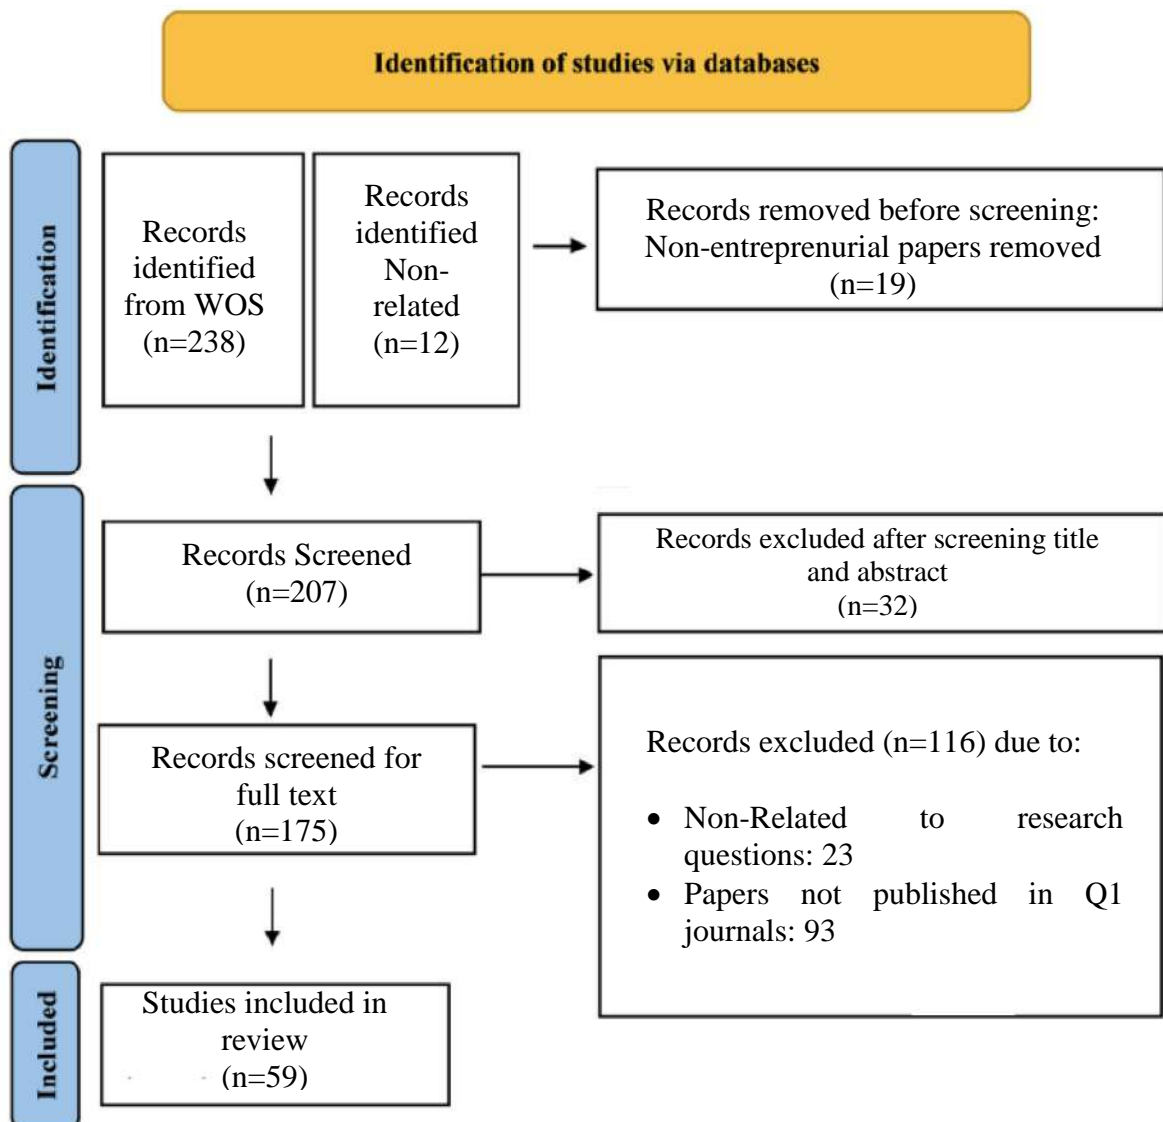 Identification of studies via databases
Identification
Records
identified
from WOS
(n=238)
Records
identified
Non-
related
(n=12)
Records removed before screening:
Non-entreprenurial papers removed
(n=19)
Screening
Records Screened
(n=207)
Records excluded after screening title
and abstract
(n=32)
Records screened for
full text
(n=175)
Records excluded (n=116) due to:
• Non-Related to research
questions: 23
• Papers not published in Q1
journals: 93
Included
Studies included in
review
(n=59)